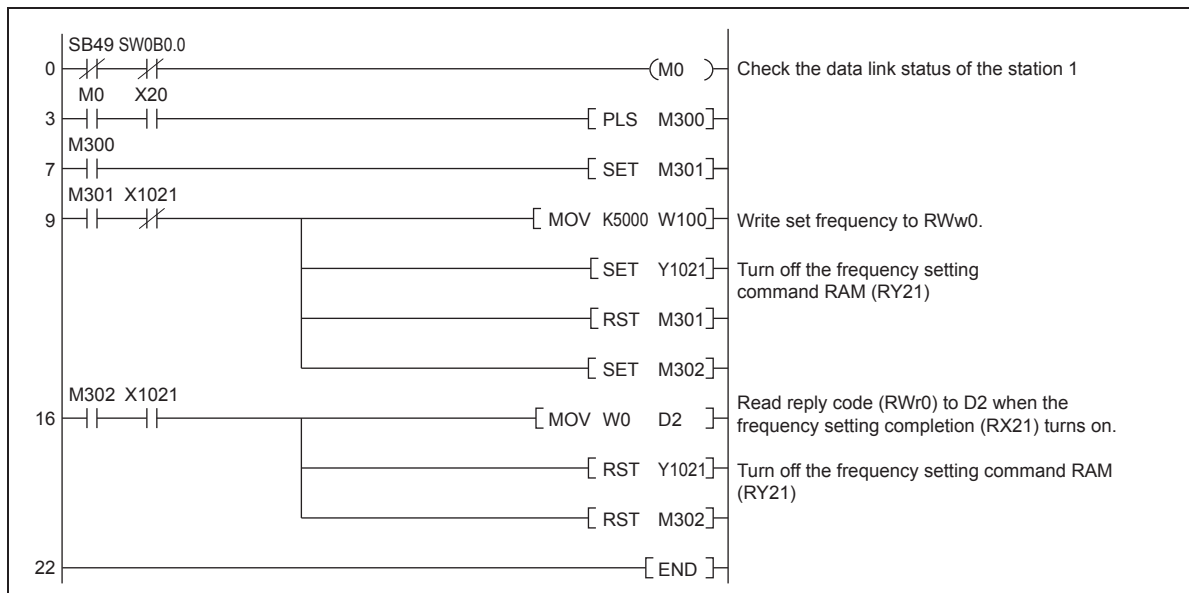 SB49 SW0B0.0
0 (M0 ) Check the data link status of the station 1
M0 X20
3 [ PLS M300]
M300
7 [ SET M301]
M301 X1021
9 [ MOV K5000 W100] Write set frequency to RWw0.
[ SET Y1021] Turn off the frequency setting
command RAM (RY21)
[ RST M301]
[ SET M302]
M302 X1021
16 [ MOV W0 D2 ] Read reply code (RWr0) to D2 when the
frequency setting completion (RX21) turns on.
[ RST Y1021] Turn off the frequency setting command RAM
(RY21)
[ RST M302]
22 [ END ]